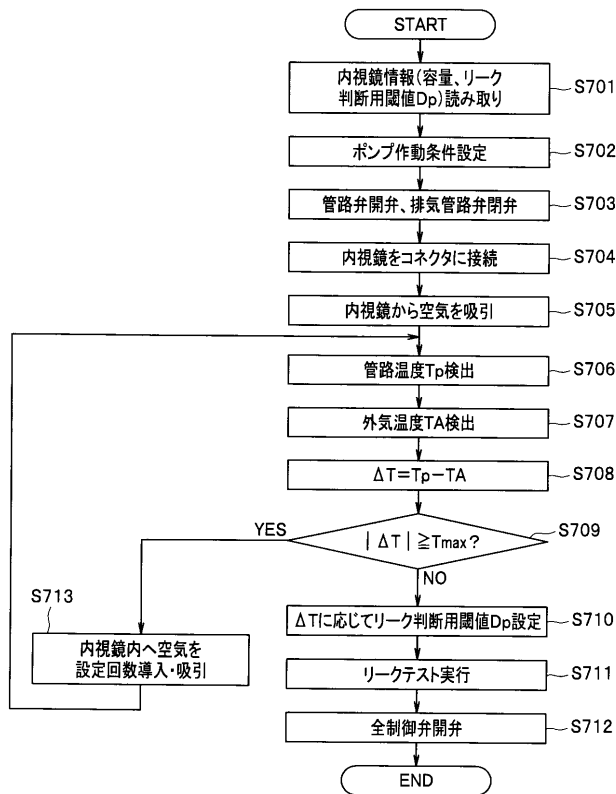 START
内視鏡情報(容量、リーク
判断用閾値Dp)読み取り
S701
ポンプ作動条件設定
S702
管路弁開弁、排気管路弁閉弁
S703
内視鏡をコネクタに接続
S704
内視鏡から空気を吸引
S705
管路温度Tp検出
S706
外気温度TA検出
S707
ΔT=Tp-TA
S708
|ΔT|≧Tmax?
S709
YES
NO
S713
内視鏡内へ空気を
設定回数導入・吸引
ΔTに応じてリーク判断用閾値Dp設定
S710
リークテスト実行
S711
全制御弁開弁
S712
END